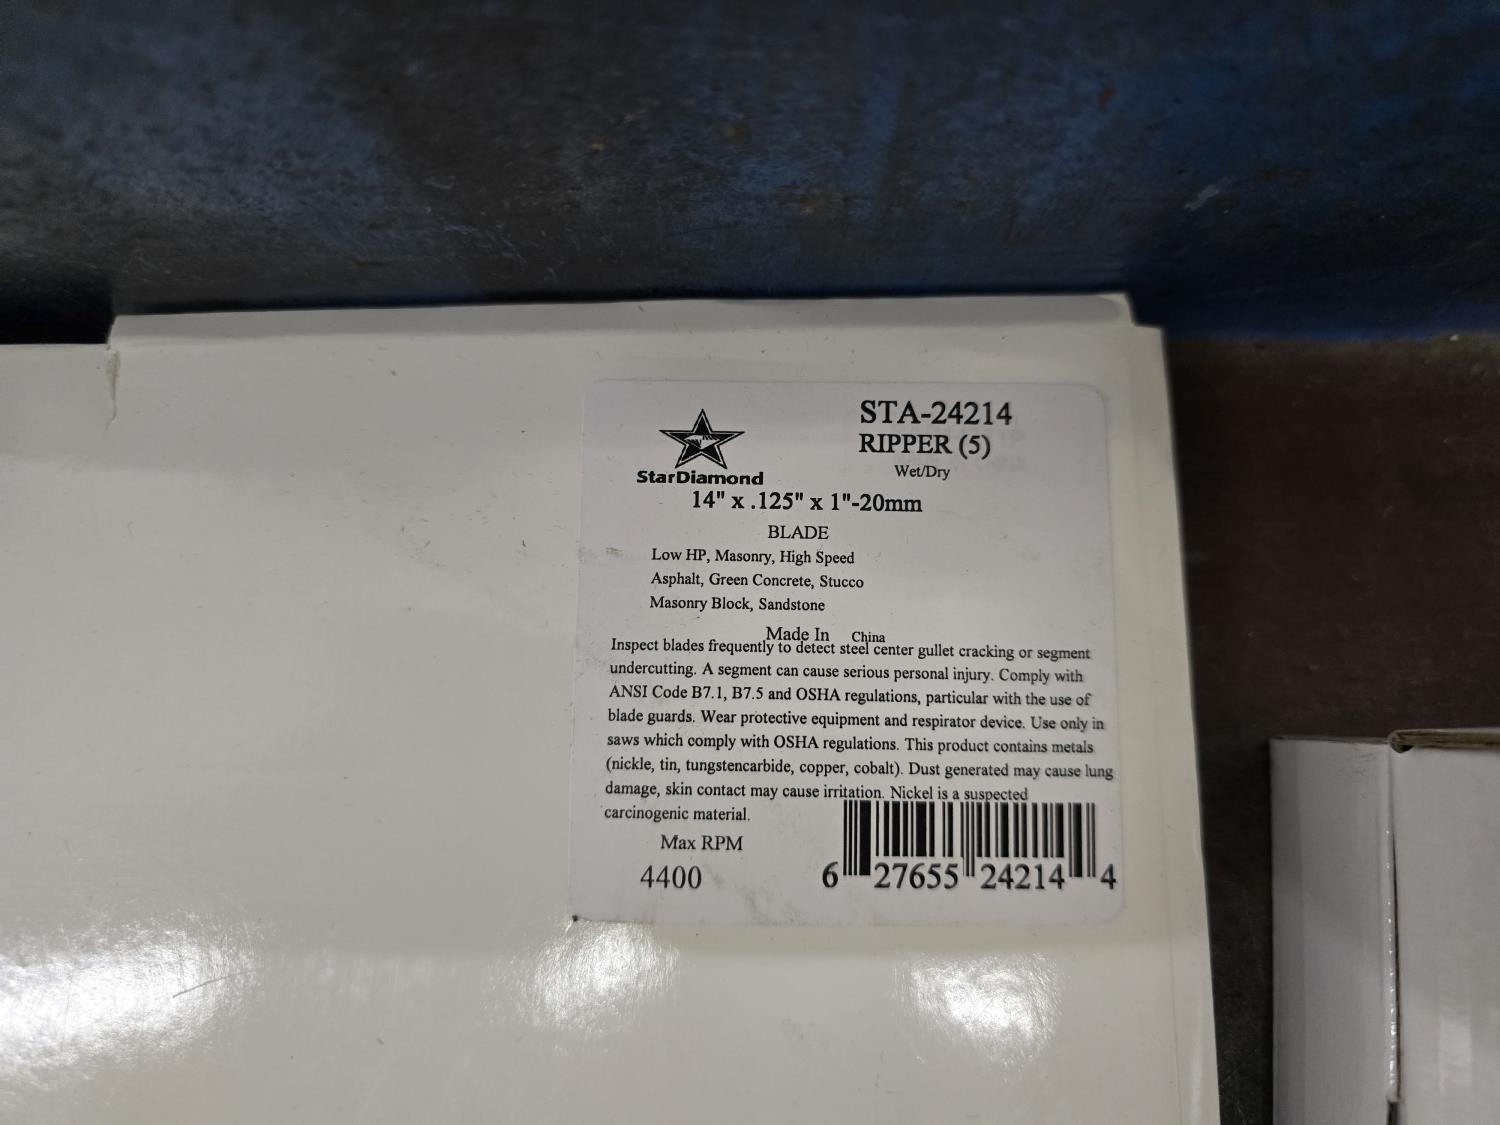 STA-24214
RIPPER (5)
Wet/Dry
StarDiamond
14" x .125" x 1"-20mm
BLADE
Low HP, Masonry, High Speed
Asphalt, Green Concrete, Stucco
Masonry Block, Sandstone
Made In China
Inspect blades frequently to detect steel center gullet cracking or segment
undercutting. A segment can cause serious personal injury. Comply with
ANSI Code B7.1, B7.5 and OSHA regulations, particular with the use of
blade guards. Wear protective equipment and respirator device. Use only in
saws which comply with OSHA regulations. This product contains metals
(nickle, tin, tungstencarbide, copper, cobalt). Dust generated may cause lung
damage, skin contact may cause irritation. Nickel is a suspected
carcinogenic material.
Max RPM
4400
6 27655 24214 4